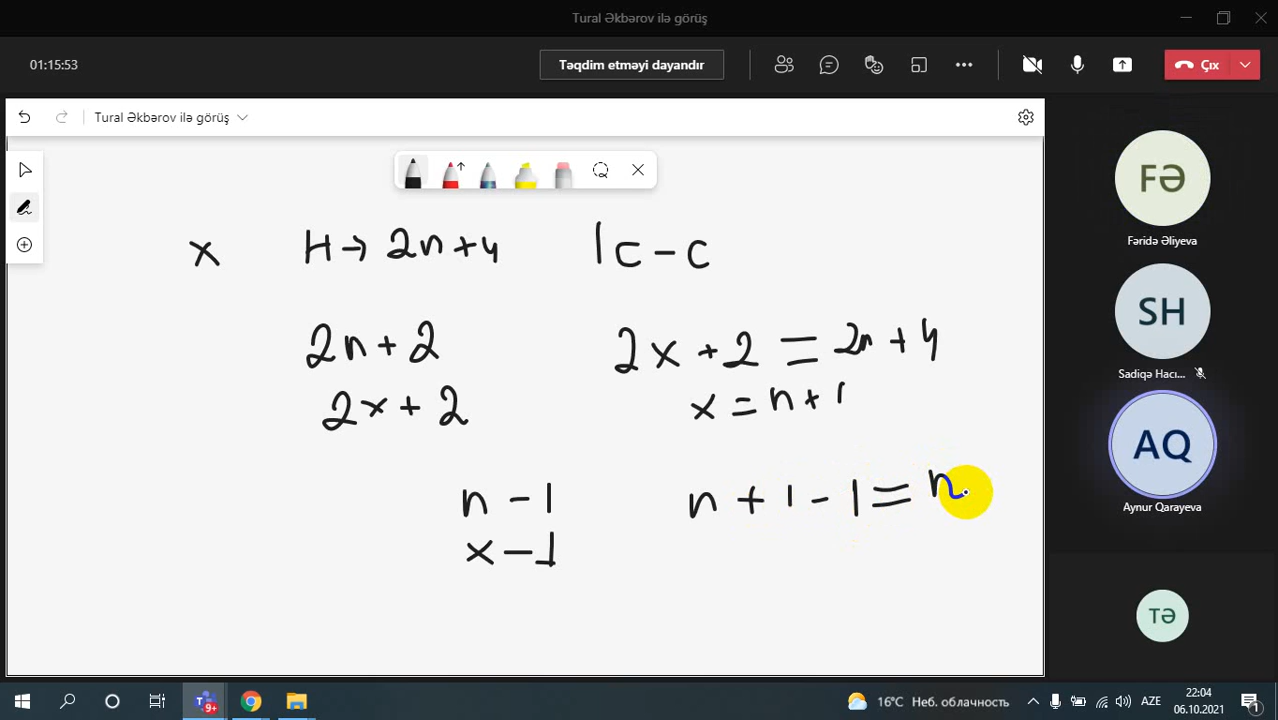 Tural Əkbərov ilə görüş
01:15:53
Təqdim etməyi dayandır
Çıx
Tural Əkbərov ilə görüş
x H → 2n+4 |c - c
2n+2 2x+2 = 2n+4
2x+2 x = n+1
n - 1 n+1-1 = n
x - 1
FƏ
Fəridə Əliyeva
SH
Sadiqə Hacı...
AQ
Aynur Qarayeva
TƏ
9+
16°C Неб. облачность
AZE
22:04
06.10.2021
1